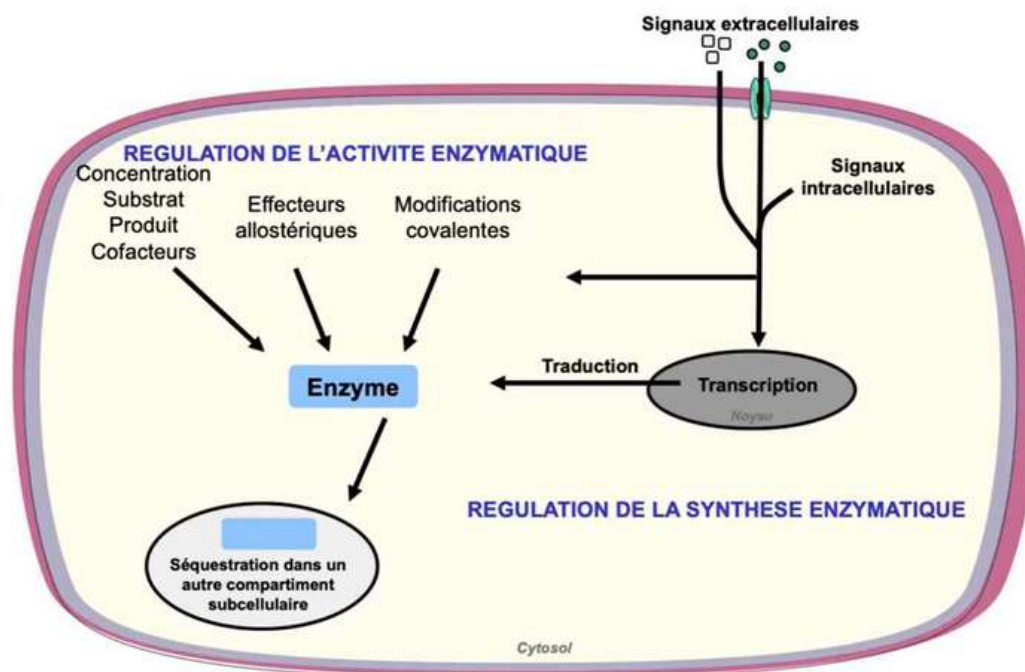 Signaux extracellulaires
REGULATION DE L'ACTIVITE ENZYMATIQUE
Concentration
Substrat
Produit
Cofacteurs
Effecteurs
allostériques
Modifications
covalentes
Signaux
intracellulaires
Enzyme
Traduction
Transcription
Noyau
REGULATION DE LA SYNTHESE ENZYMATIQUE
Séquestration dans un
autre compartiment
subcellulaire
Cytosol